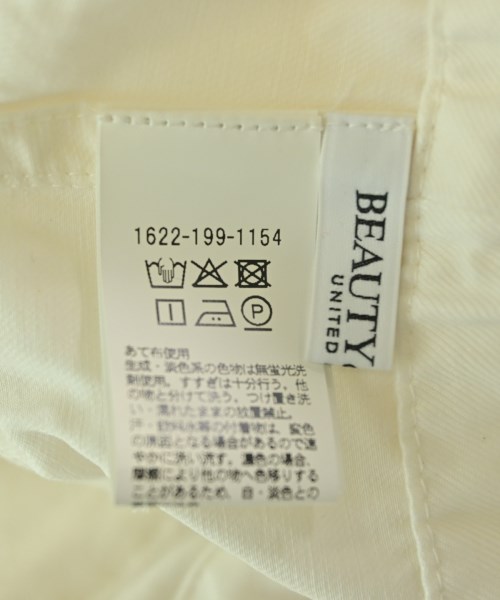 1622-199-1154
P
あて布使用
生成・淡色系の色物は無蛍光洗
剤使用。すすぎは十分行う。他
の物と分けて洗う。つけ置き洗
い・濡れたままの放置禁止。
汗・飲料水等の付着物は、変色
の原因となる場合があるので速
やかに洗い流す。濃色の場合、
摩擦により他の物へ色移りする
ことがあるため、白・淡色との
BEAUTY
UNITED